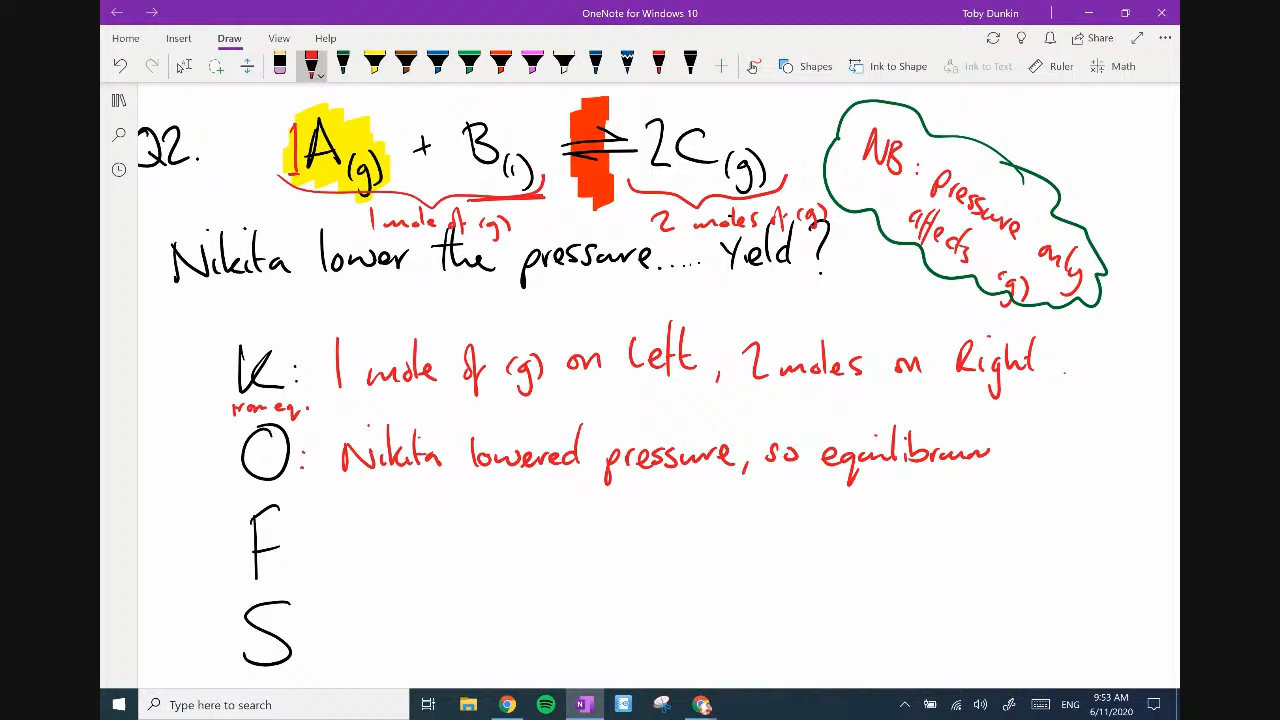 OneNote for Windows 10
Toby Dunkin
Home Insert Draw View Help
Share
Shapes Ink to Shape Ink to Text Ruler Math
Q2. 1A(g) + B(l) ⇌ 2C(g)
1 mole of (g) 2 moles of (g)
NB: pressure only
affects (g)
Nikita lower the pressure..... Yield?
K: 1 mole of (g) on Left, 2 moles on Right.
from eq.
O: Nikita lowered pressure, so equilibrium
F
S
Type here to search
ENG
9:53 AM
6/11/2020